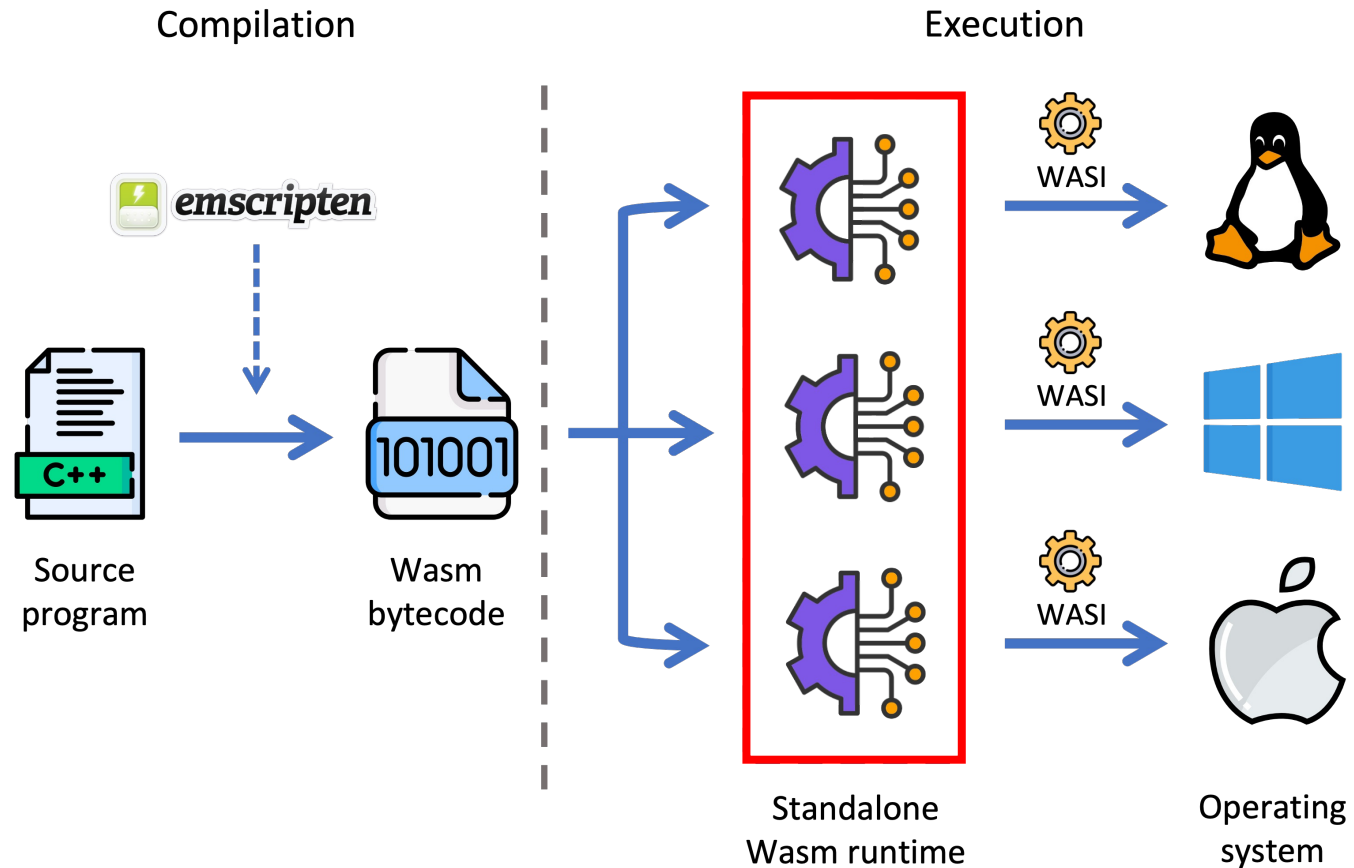 Compilation
Execution
emscripten
WASI
WASI
C++
101001
WASI
Source
program
Wasm
bytecode
Standalone
Wasm runtime
Operating
system